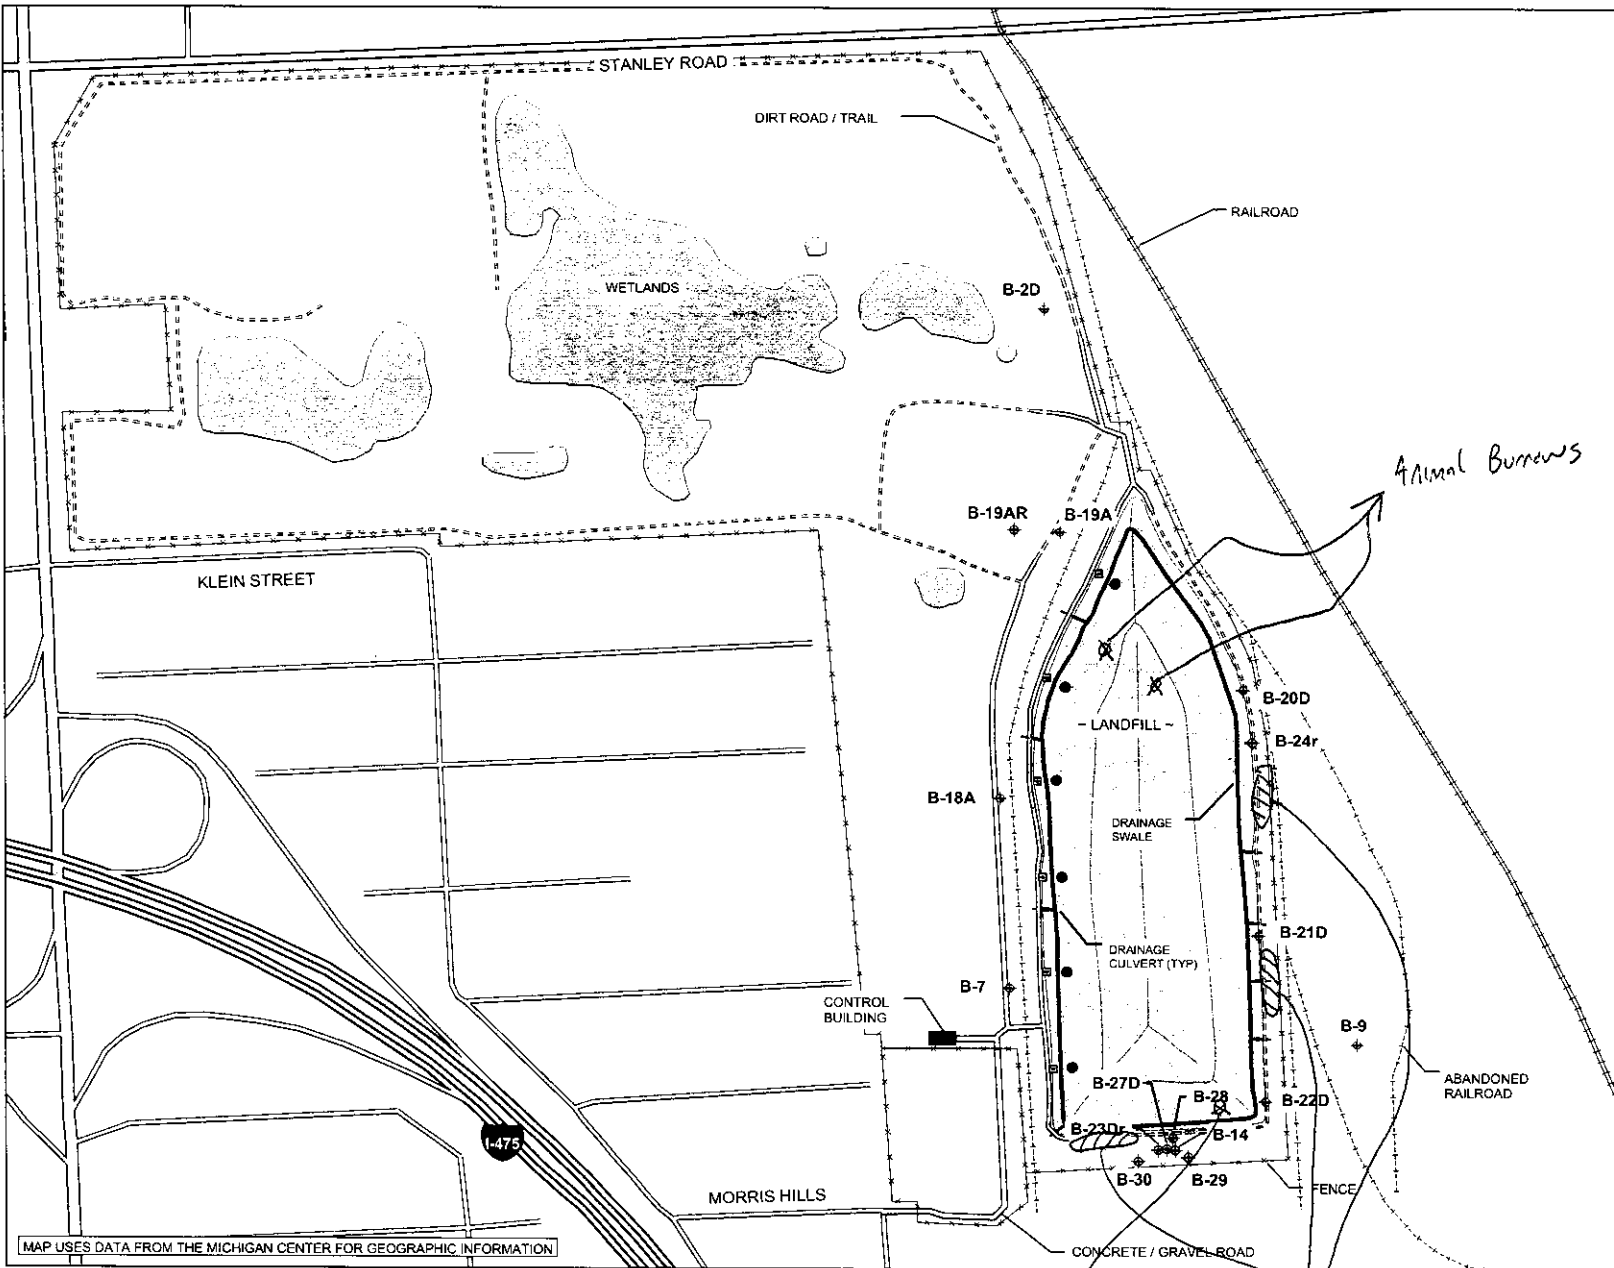 STANLEY ROAD
DIRT ROAD / TRAIL
RAILROAD
WETLANDS
B-2D
Animal Burrows
B-19AR
B-19A
KLEIN STREET
B-20D
~ LANDFILL ~
B-24r
B-18A
DRAINAGE
SWALE
B-21D
DRAINAGE
CULVERT (TYP)
B-7
CONTROL
BUILDING
B-9
ABANDONED
RAILROAD
B-27D
B-28
B-22D
B-23Dr
B-14
I-475
B-30
B-29
FENCE
MORRIS HILLS
MAP USES DATA FROM THE MICHIGAN CENTER FOR GEOGRAPHIC INFORMATION
CONCRETE / GRAVEL ROAD